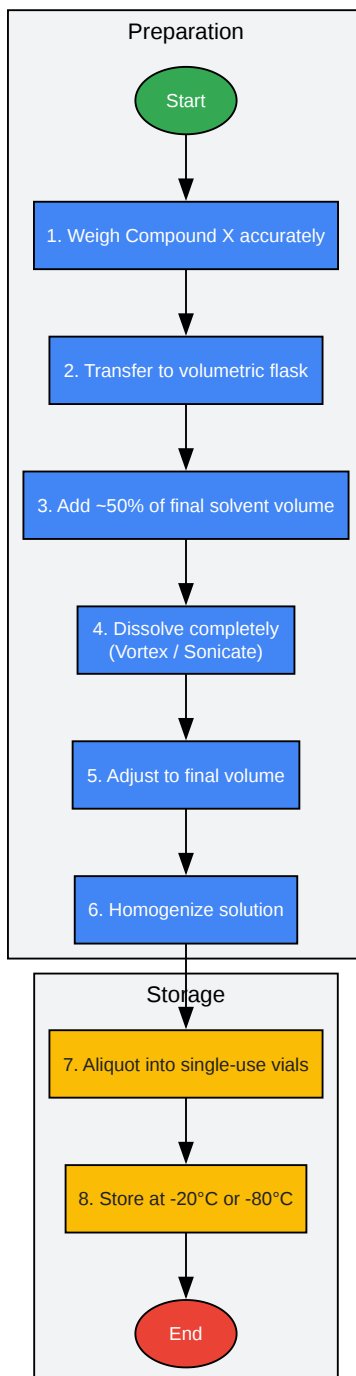 Preparation
Start
1. Weigh Compound X accurately
2. Transfer to volumetric flask
3. Add ~50% of final solvent volume
4. Dissolve completely
(Vortex / Sonicate)
5. Adjust to final volume
6. Homogenize solution
Storage
7. Aliquot into single-use vials
8. Store at -20°C or -80°C
End